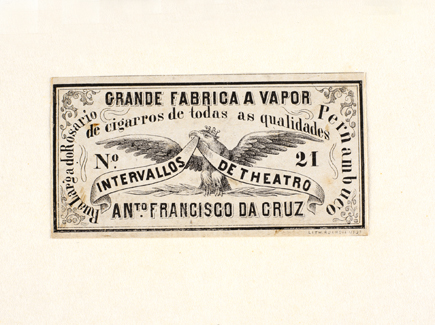 GRANDE FABRICA A VAPOR
de cigarros de todas as qualidades
Rua Larga do Rosário
Pernambuco
Nº 21
INTERVALLOS DE THEATRO
ANTO FRANCISCO DA CRUZ